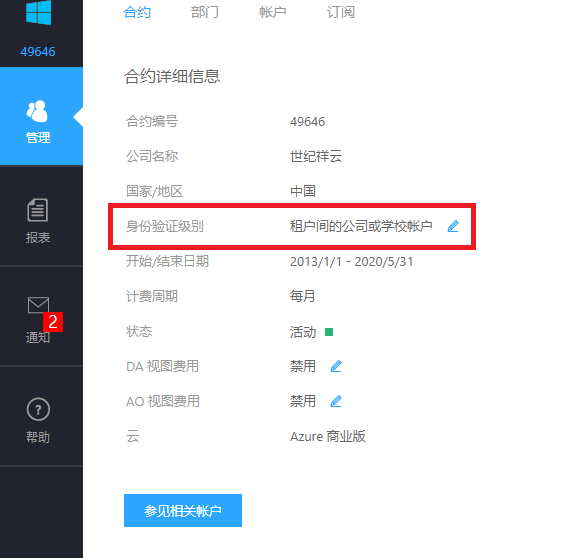 合约 部门 帐户 订阅
49646
管理
报表
2
通知
帮助
合约详细信息
合约编号 49646
公司名称 世纪祥云
国家/地区 中国
身份验证级别 租户间的公司或学校帐户
开始/结束日期 2013/1/1 - 2020/5/31
计费周期 每月
状态 活动
DA 视图费用 禁用
AO 视图费用 禁用
云 Azure 商业版
参见相关帐户